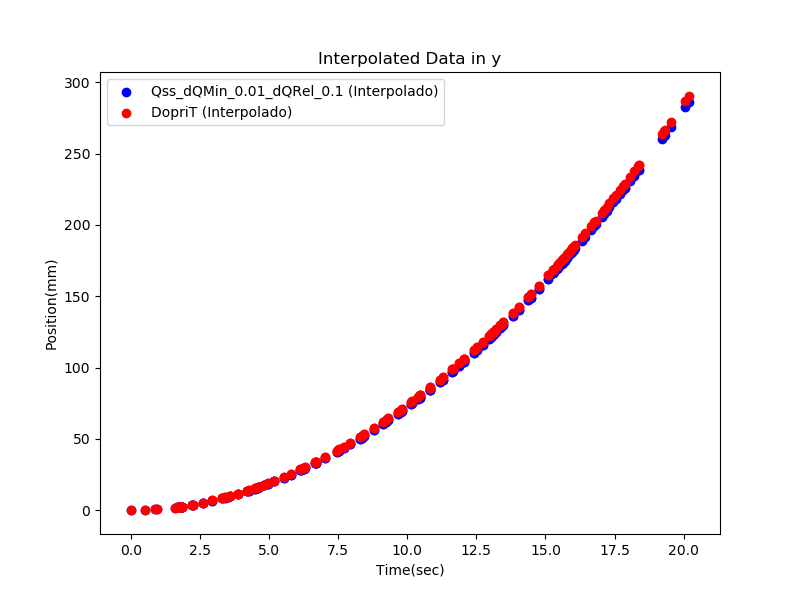 Interpolated Data in y
Qss_dQMin_0.01_dQRel_0.1 (Interpolado)
DopriT (Interpolado)
300
250
200
150
100
50
0
Position(mm)
0.0 2.5 5.0 7.5 10.0 12.5 15.0 17.5 20.0
Time(sec)